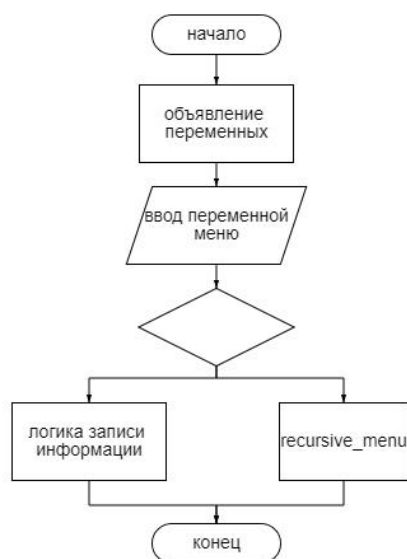 начало
объявление
переменных
ввод переменной
меню
логика записи
информации
recursive_menu
конец